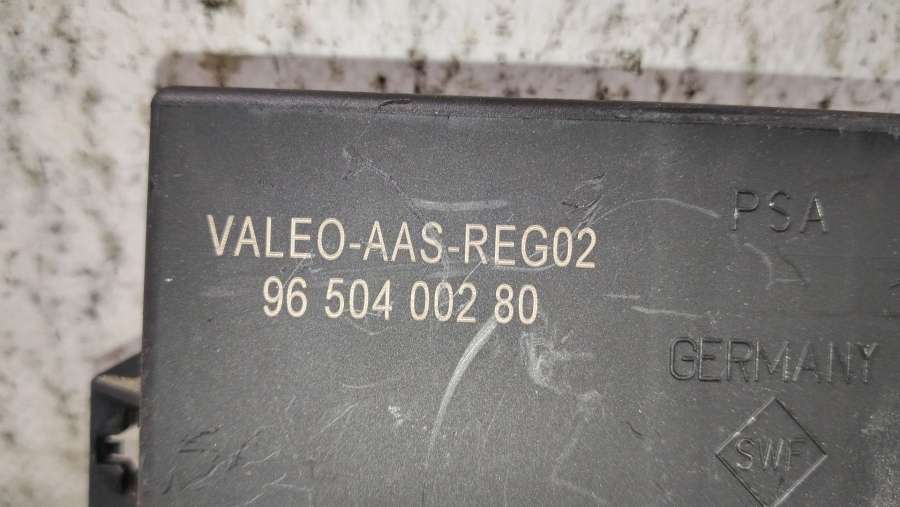 VALEO-AAS-REG02
96 504 002 80
PSA
GERMANY
SWF